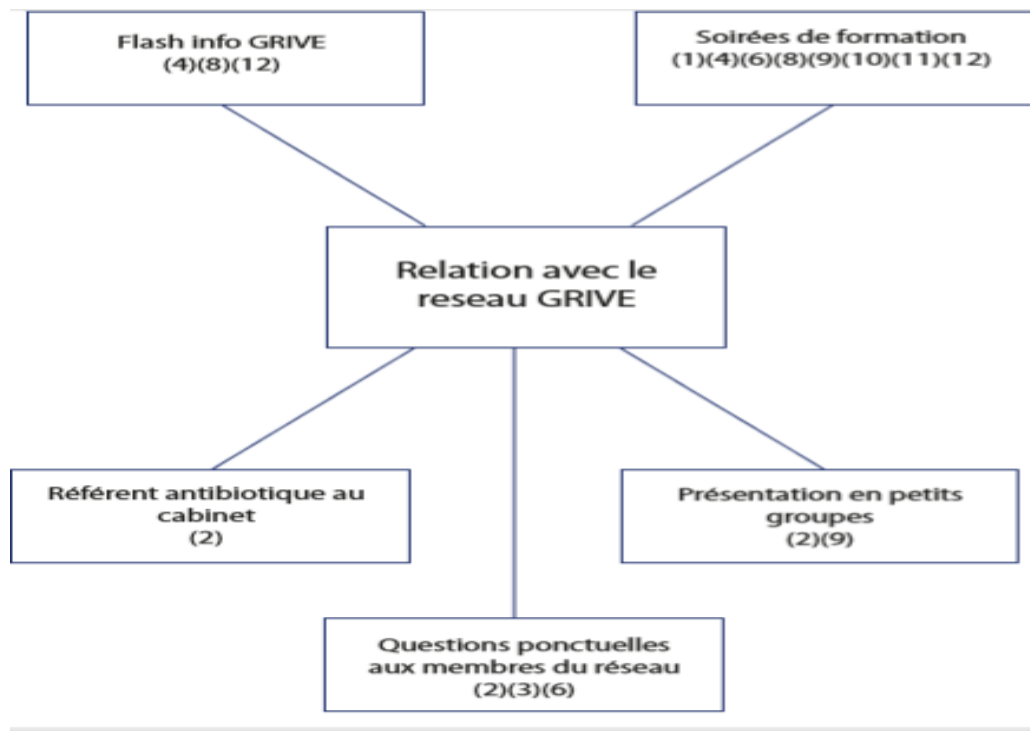 Flash info GRIVE
(4)(8)(12)
Soirées de formation
(1)(4)(6)(8)(9)(10)(11)(12)
Relation avec le
reseau GRIVE
Référent antibiotique au
cabinet
(2)
Présentation en petits
groupes
(2)(9)
Questions ponctuelles
aux membres du réseau
(2)(3)(6)